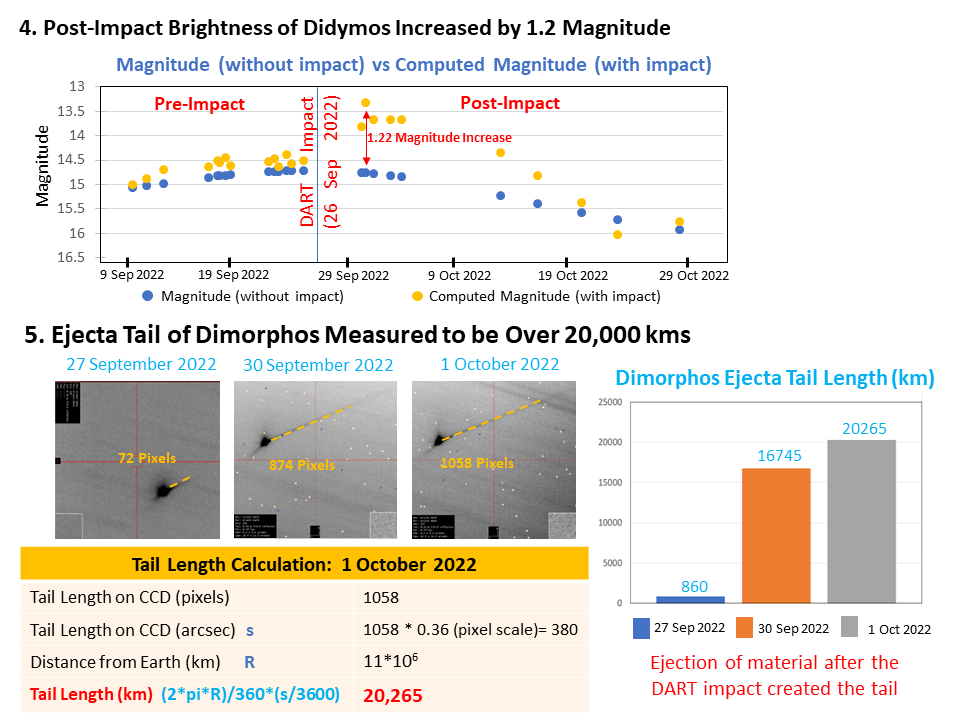 4. Post-Impact Brightness of Didymos Increased by 1.2 Magnitude
Magnitude (without impact) vs Computed Magnitude (with impact)
Magnitude
13
13.5
14
14.5
15
15.5
16
16.5
Pre-Impact
DART Impact
(26 Sep 2022)
Post-Impact
1.22 Magnitude Increase
9 Sep 2022
19 Sep 2022
29 Sep 2022
9 Oct 2022
19 Oct 2022
29 Oct 2022
Magnitude (without impact)
Computed Magnitude (with impact)
5. Ejecta Tail of Dimorphos Measured to be Over 20,000 kms
27 September 2022
30 September 2022
1 October 2022
72 Pixels
874 Pixels
1058 Pixels
Tail Length Calculation: 1 October 2022
Tail Length on CCD (pixels) 1058
Tail Length on CCD (arcsec) s 1058 * 0.36 (pixel scale)= 380
Distance from Earth (km) R 11*10⁶
Tail Length (km) (2*pi*R)/360*(s/3600) 20,265
Dimorphos Ejecta Tail Length (km)
25000
20000
15000
10000
5000
0
860
16745
20265
27 Sep 2022
30 Sep 2022
1 Oct 2022
Ejection of material after the
DART impact created the tail